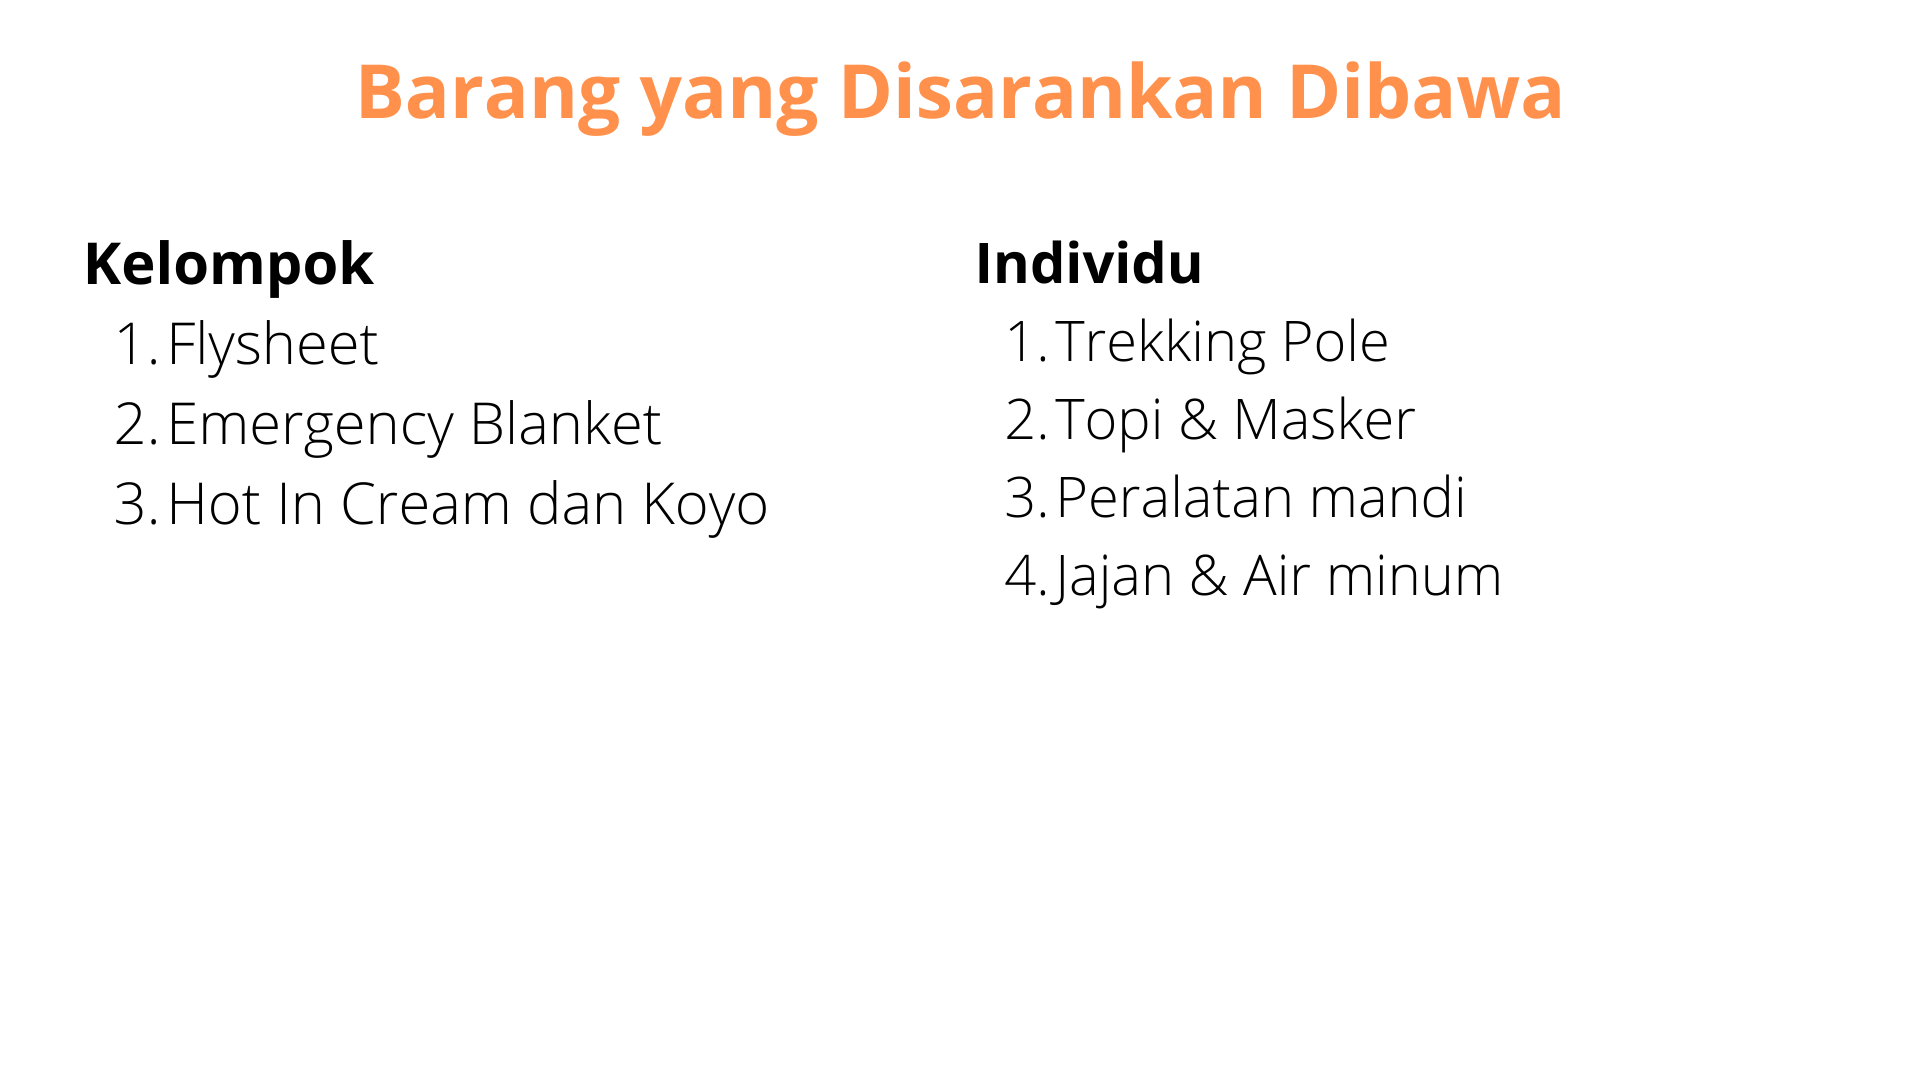 Barang yang Disarankan Dibawa
Kelompok
1. Flysheet
2. Emergency Blanket
3. Hot In Cream dan Koyo
Individu
1. Trekking Pole
2. Topi & Masker
3. Peralatan mandi
4. Jajan & Air minum